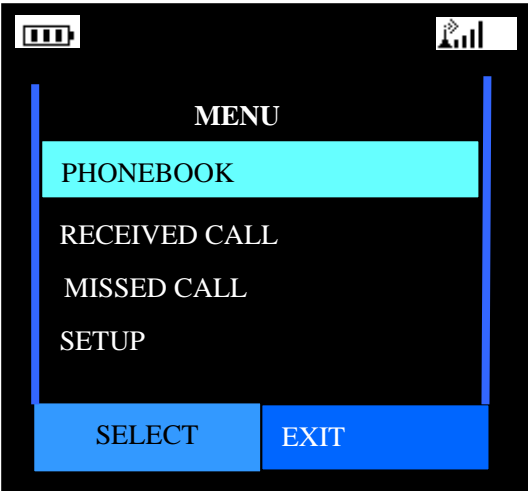 MENU
PHONEBOOK
RECEIVED CALL
MISSED CALL
SETUP
SELECT EXIT